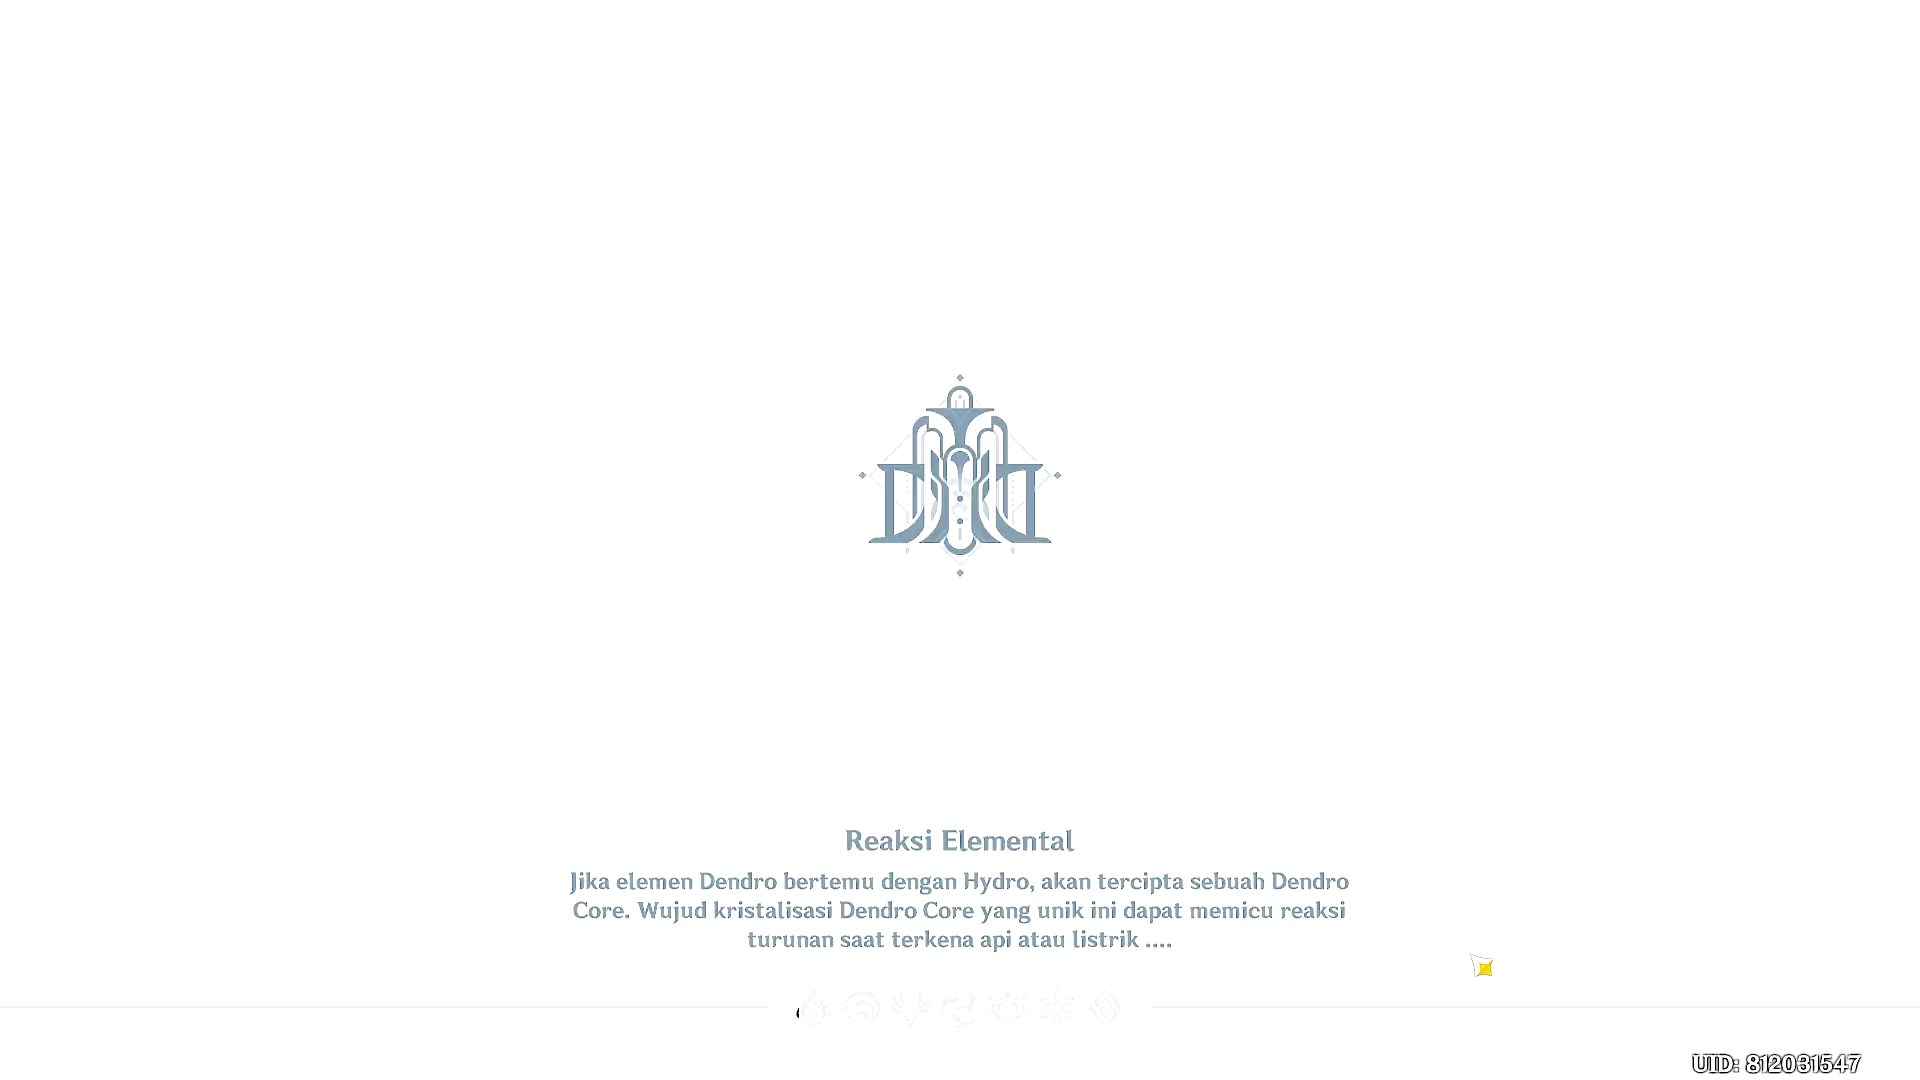 Reaksi Elemental
Jika elemen Dendro bertemu dengan Hydro, akan tercipta sebuah Dendro
Core. Wujud kristalisasi Dendro Core yang unik ini dapat memicu reaksi
turunan saat terkena api atau listrik ....
UID: 812031547